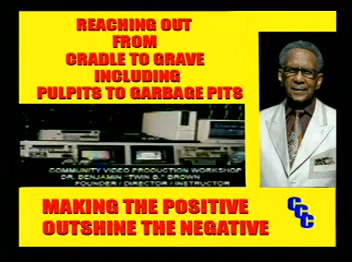 REACHING OUT
FROM
CRADLE TO GRAVE
INCLUDING
PULPITS TO GARBAGE PITS
COMMUNITY VIDEO PRODUCTION WORKSHOP
DR. BENJAMIN "TWIN B." BROWN
FOUNDER / DIRECTOR / INSTRUCTOR
MAKING THE POSITIVE
OUTSHINE THE NEGATIVE
CCC